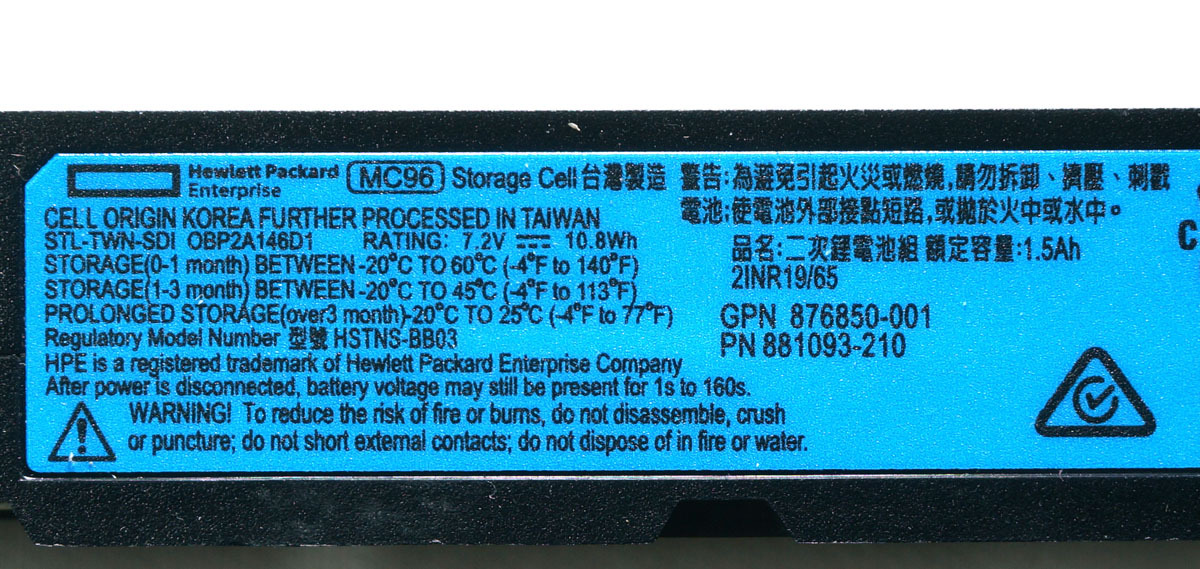 Hewlett Packard
Enterprise
MC96 Storage Cell 台灣製造
CELL ORIGIN KOREA FURTHER PROCESSED IN TAIWAN
STL-TWN-SDI OBP2A146D1 RATING: 7.2V 10.8Wh
STORAGE(0-1 month) BETWEEN -20°C TO 60°C (-4°F to 140°F)
STORAGE(1-3 month) BETWEEN -20°C TO 45°C (-4°F to 113°F)
PROLONGED STORAGE(over3 month)-20°C TO 25°C (-4°F to 77°F)
Regulatory Model Number 型號 HSTNS-BB03
HPE is a registered trademark of Hewlett Packard Enterprise Company
After power is disconnected, battery voltage may still be present for 1s to 160s.
WARNING! To reduce the risk of fire or burns, do not disassemble, crush
or puncture; do not short external contacts; do not dispose of in fire or water.
警告:為避免引起火災或燃燒,請勿拆卸、擠壓、刺戳
電池;使電池外部接點短路,或拋於火中或水中。
品名:二次鋰電池組 額定容量:1.5Ah
2INR19/65
GPN 876850-001
PN 881093-210